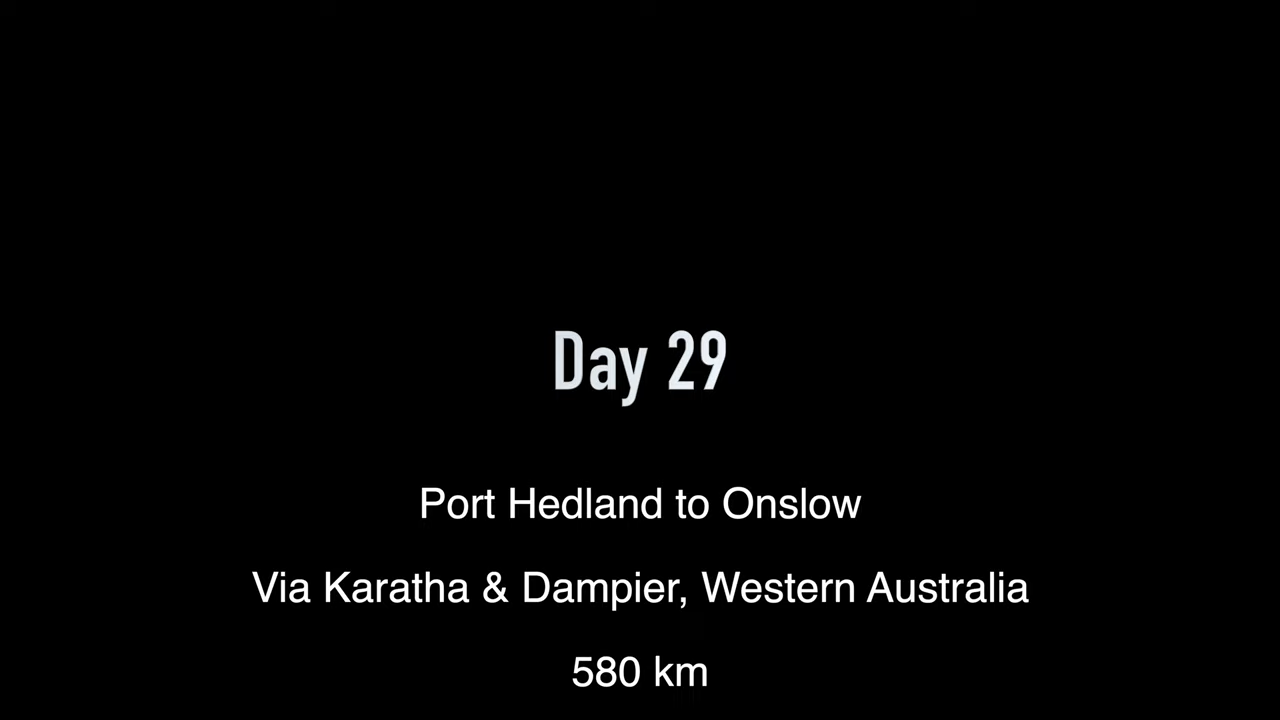 Day 29
Port Hedland to Onslow
Via Karatha & Dampier, Western Australia
580 km